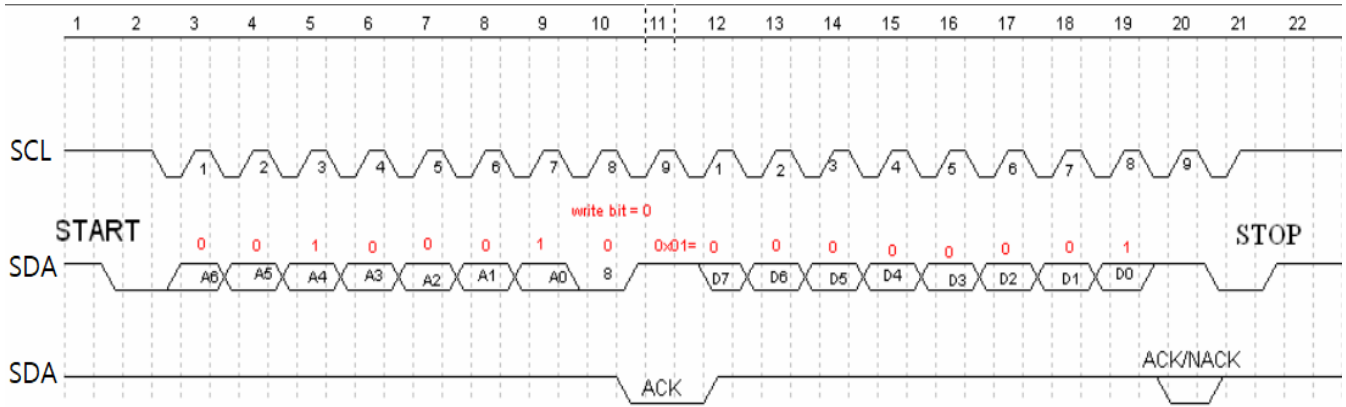 1 2 3 4 5 6 7 8 9 10 11 12 13 14 15 16 17 18 19 20 21 22
SCL 1 2 3 4 5 6 7 8 9 1 2 3 4 5 6 7 8 9
write bit = 0
START STOP
0 0 1 0 0 0 1 0 0x01= 0 0 0 0 0 0 0 1
SDA A6 A5 A4 A3 A2 A1 A0 8 D7 D6 D5 D4 D3 D2 D1 D0
ACK/NACK
SDA ACK